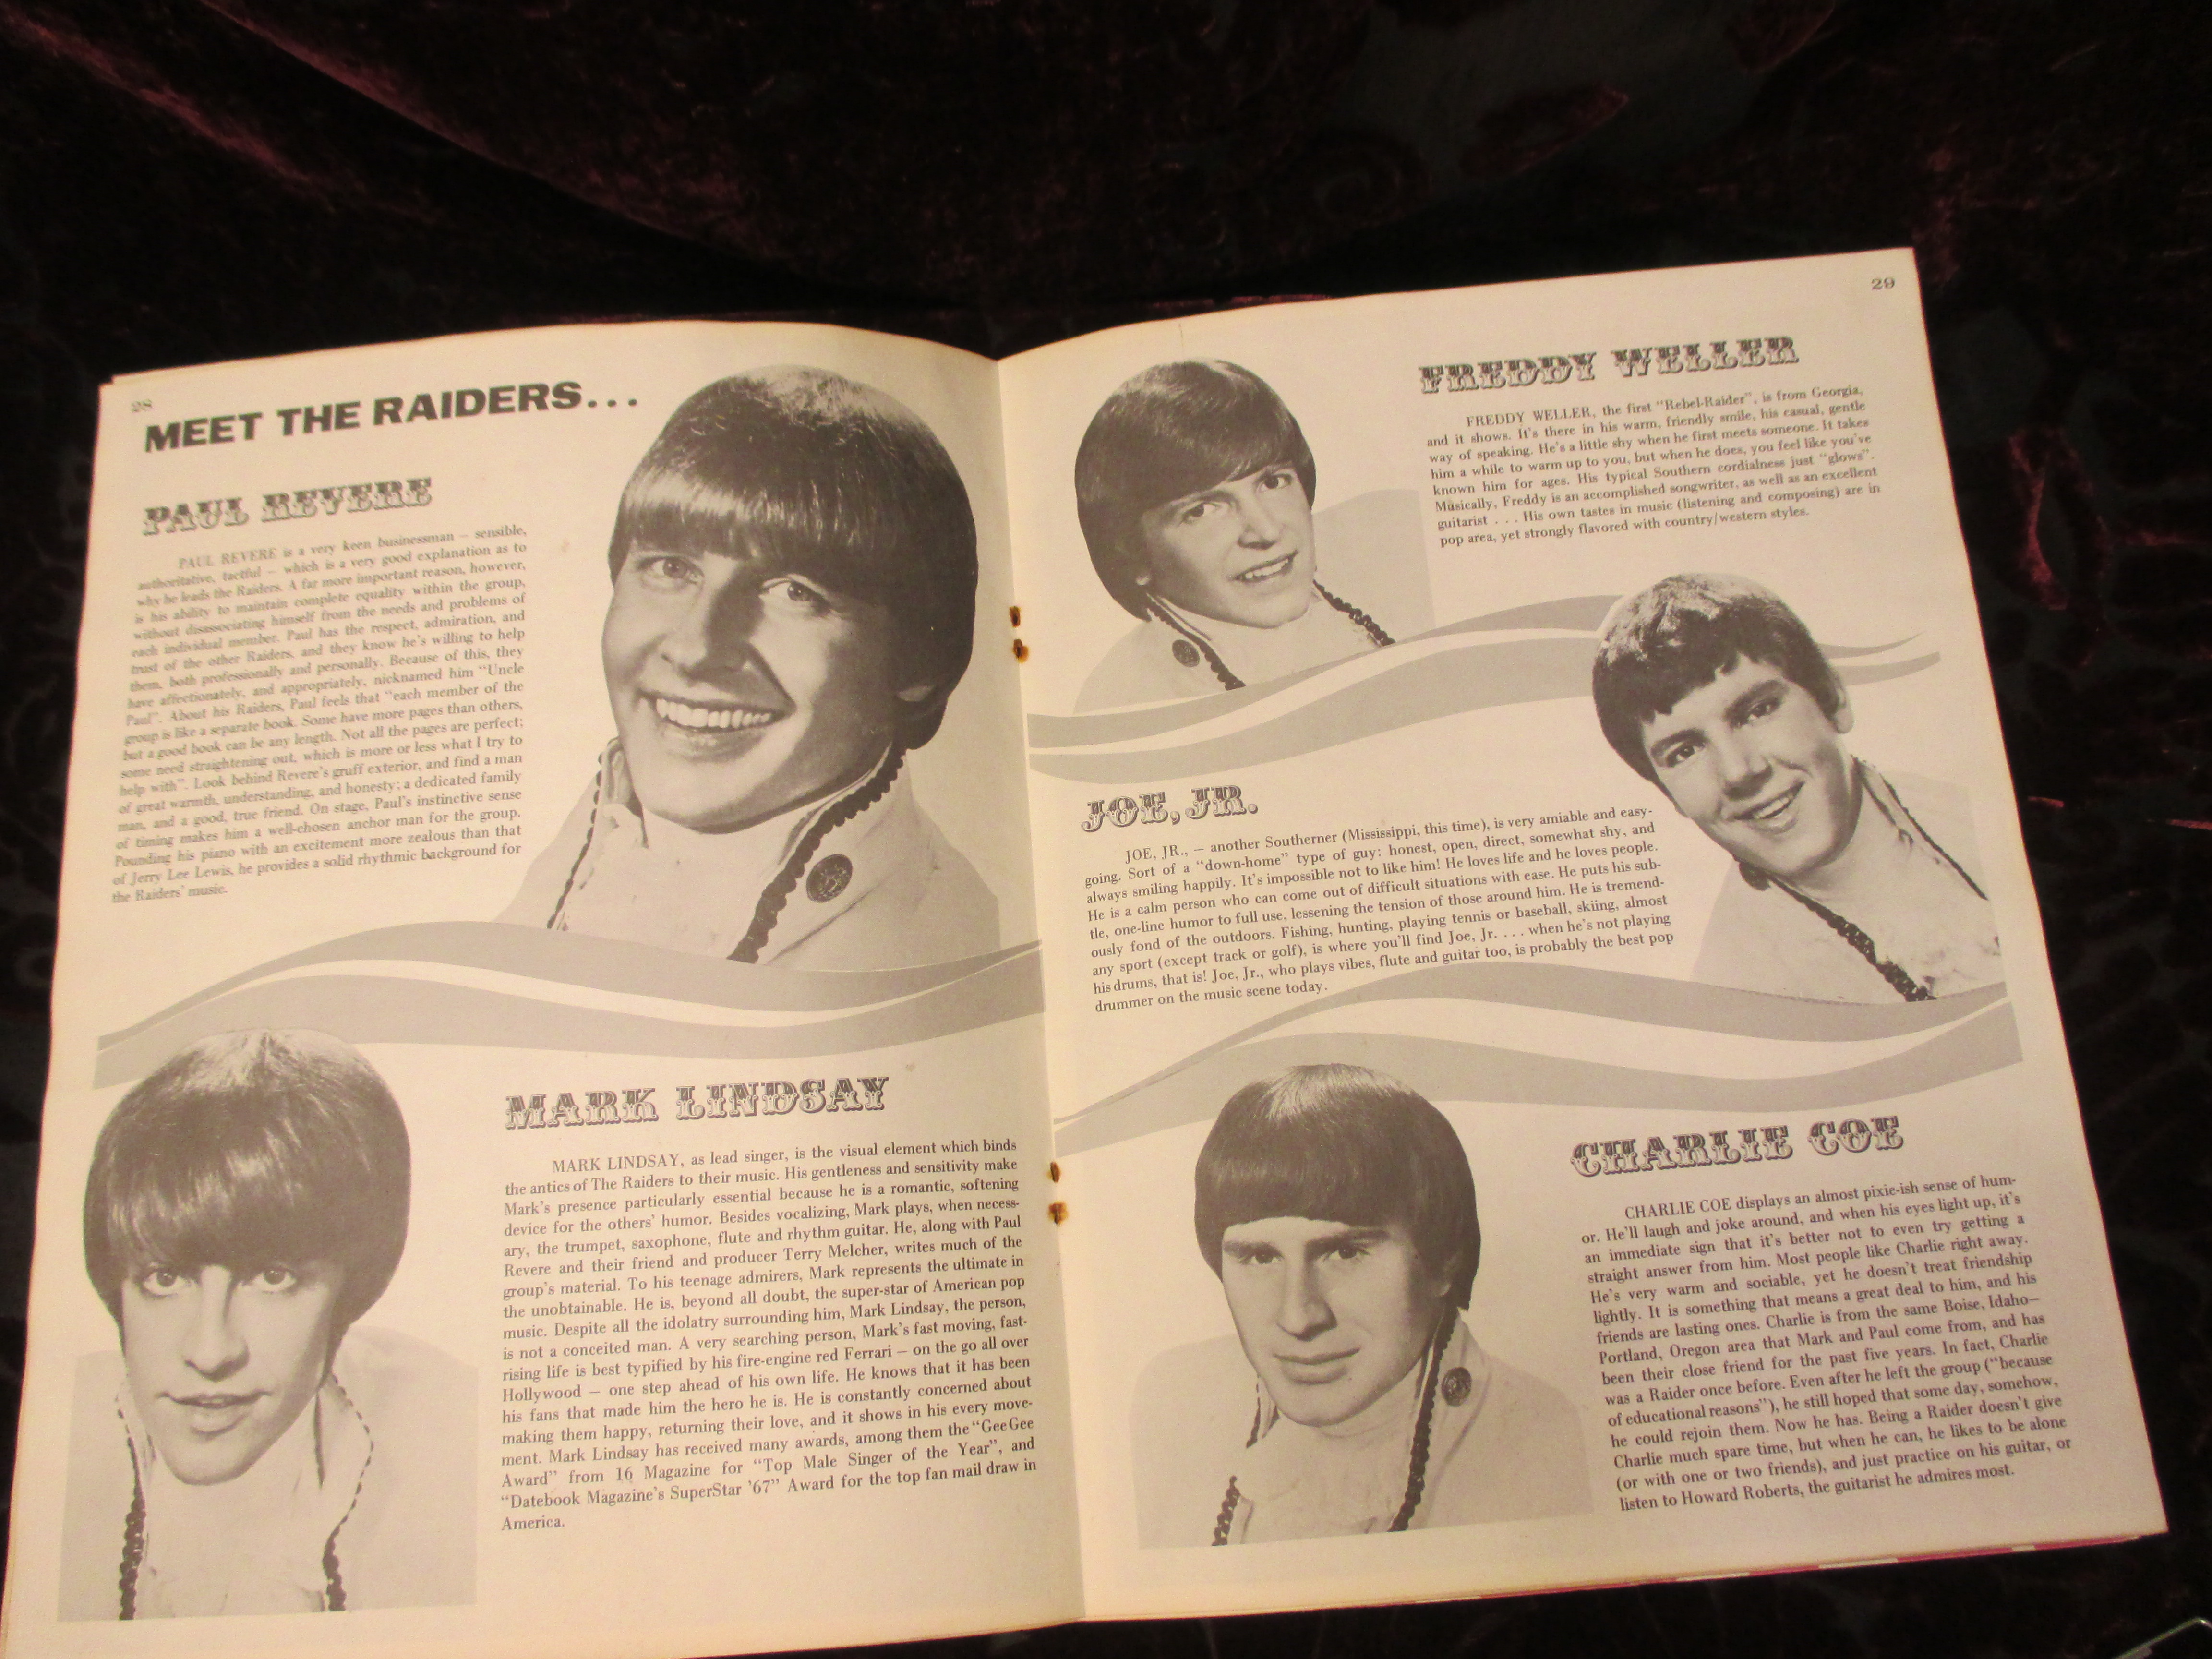 28
MEET THE RAIDERS...
PAUL REVERE
PAUL REVERE is a very keen businessman — sensible,
authoritative, tactful — which is a very good explanation as to
why he leads the Raiders. A far more important reason, however,
is his ability to maintain complete equality within the group,
without disassociating himself from the needs and problems of
each individual member. Paul has the respect, admiration, and
trust of the other Raiders, and they know he's willing to help
them, both professionally and personally. Because of this, they
have affectionately, and appropriately, nicknamed him "Uncle
Paul". About his Raiders, Paul feels that "each member of the
group is like a separate book. Some have more pages than others,
but a good book can be any length. Not all the pages are perfect;
some need straightening out, which is more or less what I try to
help with". Look behind Revere's gruff exterior, and find a man
of great warmth, understanding, and honesty; a dedicated family
man, and a good, true friend. On stage, Paul's instinctive sense
of timing makes him a well-chosen anchor man for the group.
Pounding his piano with an excitement more zealous than that
of Jerry Lee Lewis, he provides a solid rhythmic background for
the Raiders' music.
MARK LINDSAY
MARK LINDSAY, as lead singer, is the visual element which binds
the antics of The Raiders to their music. His gentleness and sensitivity make
Mark's presence particularly essential because he is a romantic, softening
device for the others' humor. Besides vocalizing, Mark plays, when necess-
ary, the trumpet, saxophone, flute and rhythm guitar. He, along with Paul
Revere and their friend and producer Terry Melcher, writes much of the
group's material. To his teenage admirers, Mark represents the ultimate in
the unobtainable. He is, beyond all doubt, the super-star of American pop
music. Despite all the idolatry surrounding him, Mark Lindsay, the person,
is not a conceited man. A very searching person, Mark's fast moving, fast-
rising life is best typified by his fire-engine red Ferrari — on the go all over
Hollywood — one step ahead of his own life. He knows that it has been
his fans that made him the hero he is. He is constantly concerned about
making them happy, returning their love, and it shows in his every move-
ment. Mark Lindsay has received many awards, among them the "Gee Gee
Award" from 16 Magazine for "Top Male Singer of the Year", and
"Datebook Magazine's SuperStar '67" Award for the top fan mail draw in
America.
29
FREDDY WELLER
FREDDY WELLER, the first "Rebel-Raider", is from Georgia,
and it shows. It's there in his warm, friendly smile, his casual, gentle
way of speaking. He's a little shy when he first meets someone. It takes
him a while to warm up to you, but when he does, you feel like you've
known him for ages. His typical Southern cordialness just "glows".
Musically, Freddy is an accomplished songwriter, as well as an excellent
guitarist . . . His own tastes in music (listening and composing) are in
pop area, yet strongly flavored with country/western styles.
JOE, JR.
JOE, JR., — another Southerner (Mississippi, this time), is very amiable and easy-
going. Sort of a "down-home" type of guy: honest, open, direct, somewhat shy, and
always smiling happily. It's impossible not to like him! He loves life and he loves people.
He is a calm person who can come out of difficult situations with ease. He puts his sub-
tle, one-line humor to full use, lessening the tension of those around him. He is tremend-
ously fond of the outdoors. Fishing, hunting, playing tennis or baseball, skiing, almost
any sport (except track or golf), is where you'll find Joe, Jr. . . . when he's not playing
his drums, that is! Joe, Jr., who plays vibes, flute and guitar too, is probably the best pop
drummer on the music scene today.
CHARLIE COE
CHARLIE COE displays an almost pixie-ish sense of hum-
or. He'll laugh and joke around, and when his eyes light up, it's
an immediate sign that it's better not to even try getting a
straight answer from him. Most people like Charlie right away.
He's very warm and sociable, yet he doesn't treat friendship
lightly. It is something that means a great deal to him, and his
friends are lasting ones. Charlie is from the same Boise, Idaho—
Portland, Oregon area that Mark and Paul come from, and has
been their close friend for the past five years. In fact, Charlie
was a Raider once before. Even after he left the group ("because
of educational reasons"), he still hoped that some day, somehow,
he could rejoin them. Now he has. Being a Raider doesn't give
Charlie much spare time, but when he can, he likes to be alone
(or with one or two friends), and just practice on his guitar, or
listen to Howard Roberts, the guitarist he admires most.